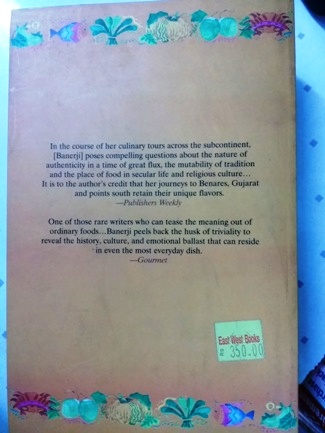 In the course of her culinary tours across the subcontinent,
[Banerji] poses compelling questions about the nature of
authenticity in a time of great flux, the mutability of tradition
and the place of food in secular life and religious culture…
It is to the author's credit that her journeys to Benares, Gujarat
and points south retain their unique flavors.
—Publishers Weekly
One of those rare writers who can tease the meaning out of
ordinary foods…Banerji peels back the husk of triviality to
reveal the history, culture, and emotional ballast that can reside
in even the most everyday dish.
—Gourmet
East West Books
350.00